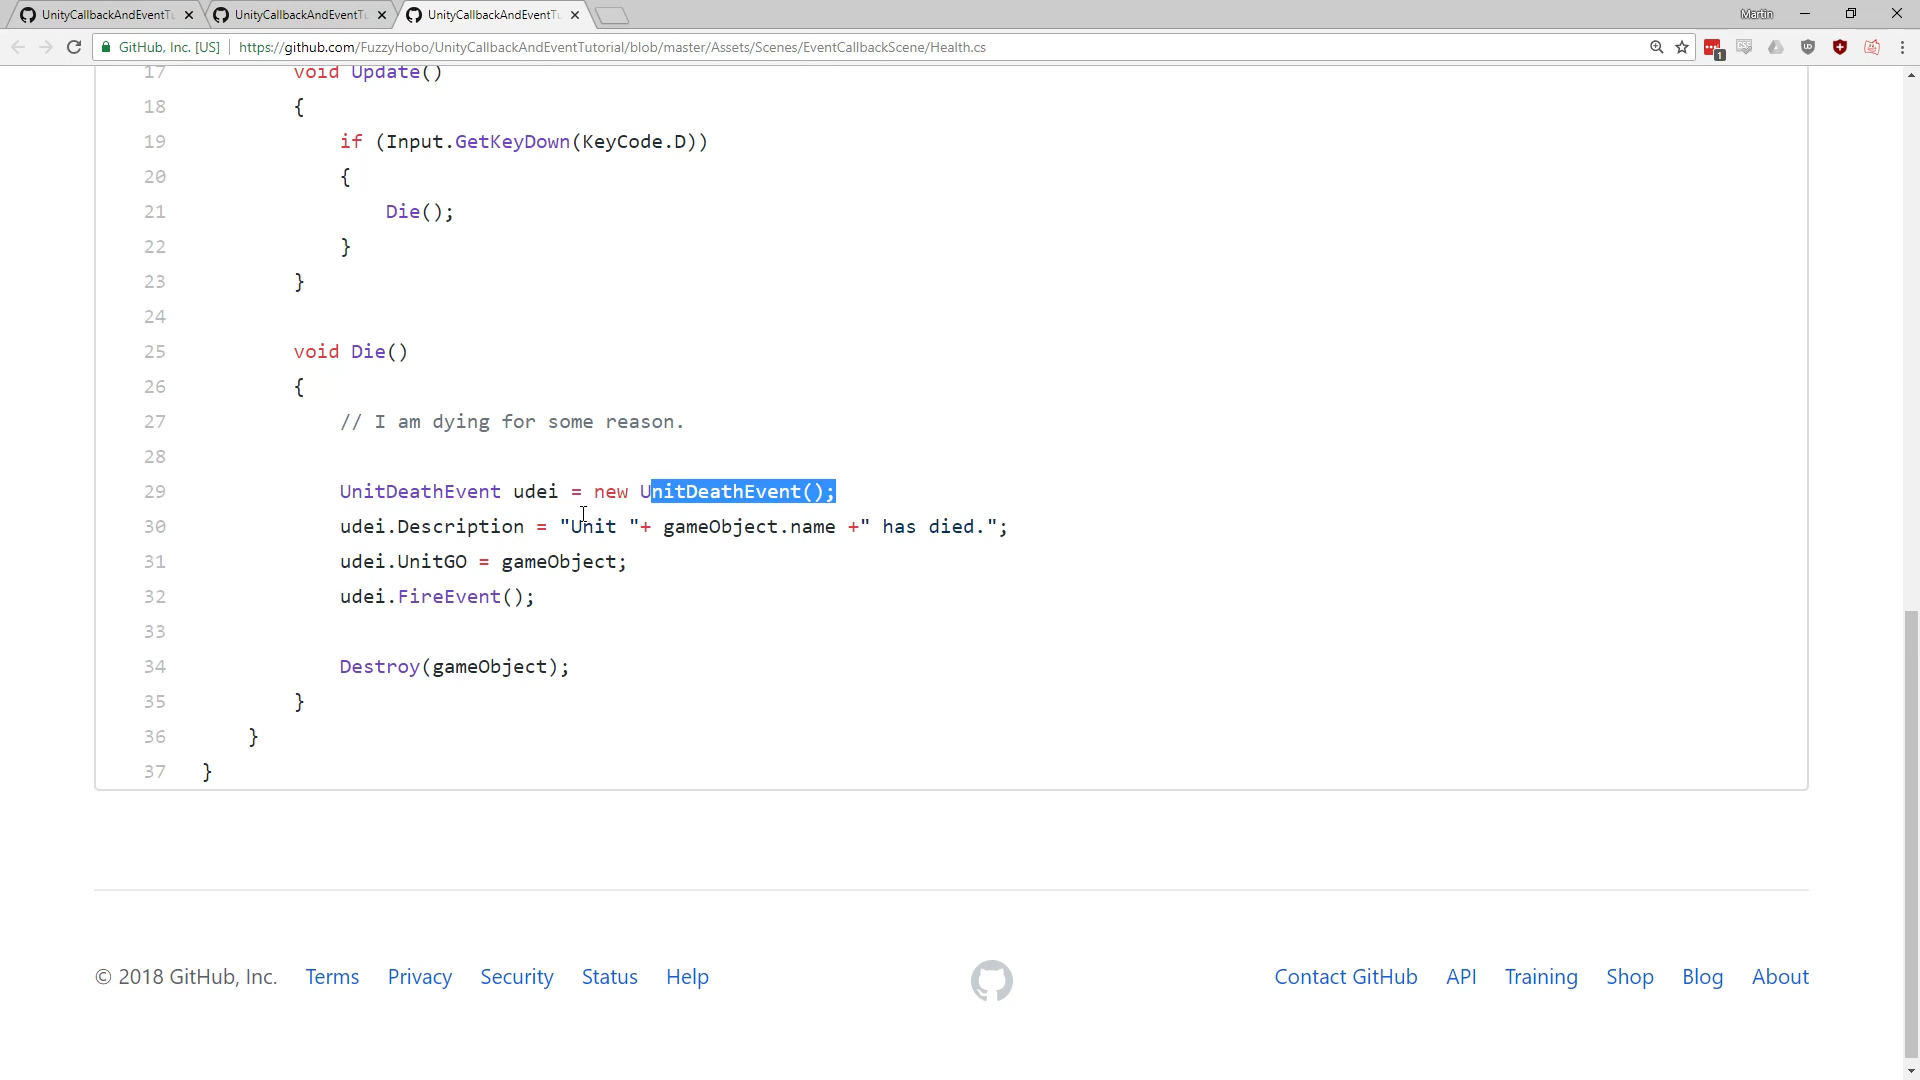 UnityCallbackAndEventTu
UnityCallbackAndEventTu
UnityCallbackAndEventTu
Martin
GitHub, Inc. [US]
https://github.com/FuzzyHobo/UnityCallbackAndEventTutorial/blob/master/Assets/Scenes/EventCallbackScene/Health.cs
1
17 void Update()
18 {
19 if (Input.GetKeyDown(KeyCode.D))
20 {
21 Die();
22 }
23 }
24
25 void Die()
26 {
27 // I am dying for some reason.
28
29 UnitDeathEvent udei = new UnitDeathEvent();
30 udei.Description = "Unit "+ gameObject.name +" has died.";
31 udei.UnitGO = gameObject;
32 udei.FireEvent();
33
34 Destroy(gameObject);
35 }
36 }
37 }
© 2018 GitHub, Inc. Terms Privacy Security Status Help
Contact GitHub API Training Shop Blog About